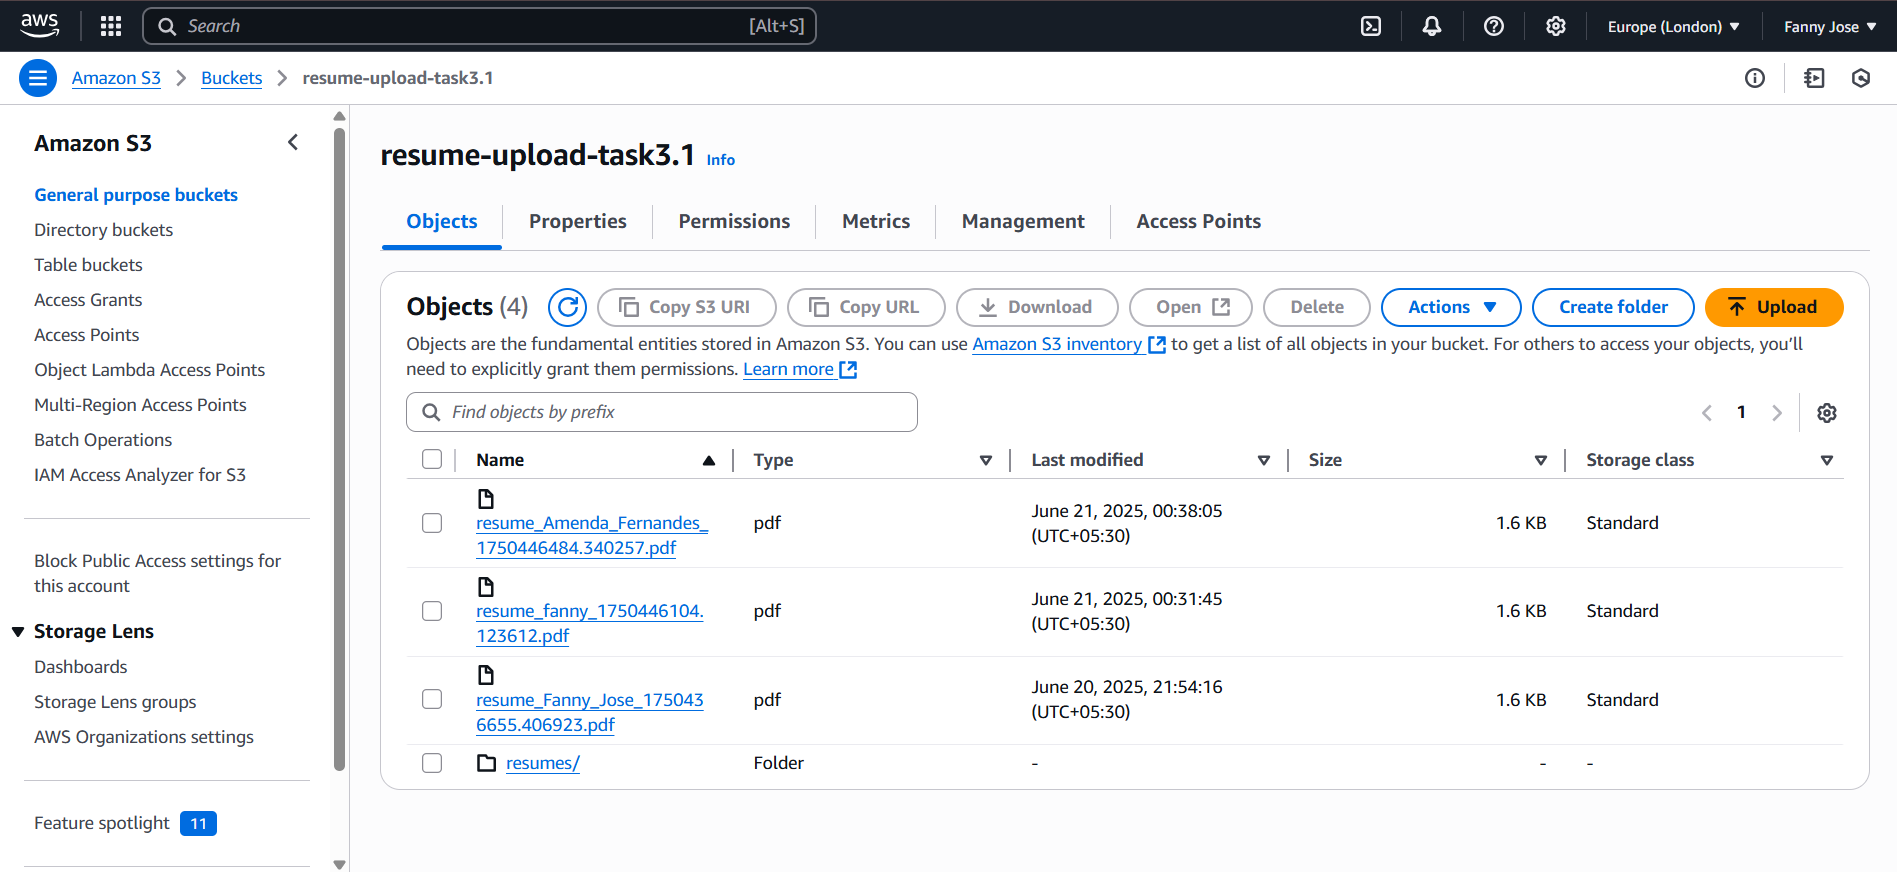 aws
Search [Alt+S]
Europe (London)
Fanny Jose
Amazon S3
Buckets
resume-upload-task3.1
Amazon S3
General purpose buckets
Directory buckets
Table buckets
Access Grants
Access Points
Object Lambda Access Points
Multi-Region Access Points
Batch Operations
IAM Access Analyzer for S3
Block Public Access settings for
this account
Storage Lens
Dashboards
Storage Lens groups
AWS Organizations settings
Feature spotlight 11
resume-upload-task3.1 Info
Objects Properties Permissions Metrics Management Access Points
Objects (4) Copy S3 URI Copy URL Download Open Delete Actions Create folder Upload
Objects are the fundamental entities stored in Amazon S3. You can use Amazon S3 inventory to get a list of all objects in your bucket. For others to access your objects, you’ll
need to explicitly grant them permissions. Learn more
Find objects by prefix
1
Name Type Last modified Size Storage class
resume_Amenda_Fernandes_
1750446484.340257.pdf
pdf
June 21, 2025, 00:38:05
(UTC+05:30)
1.6 KB
Standard
resume_fanny_1750446104.
123612.pdf
pdf
June 21, 2025, 00:31:45
(UTC+05:30)
1.6 KB
Standard
resume_Fanny_Jose_175043
6655.406923.pdf
pdf
June 20, 2025, 21:54:16
(UTC+05:30)
1.6 KB
Standard
resumes/ Folder - - -